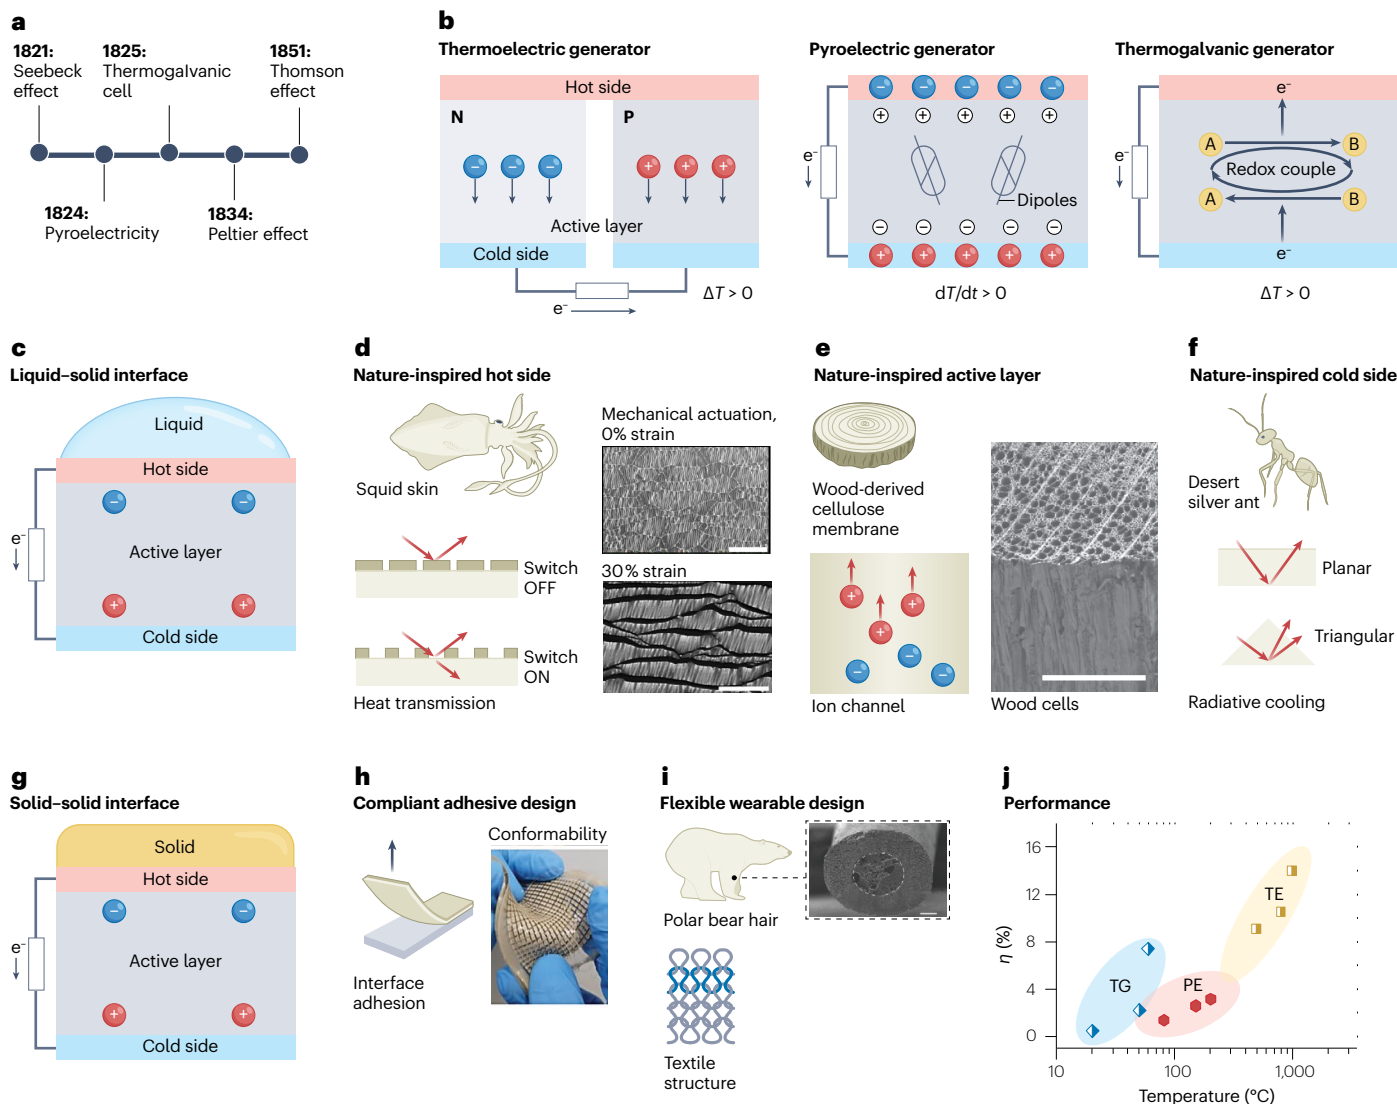 a
1821:
Seebeck
effect
1825:
Thermogalvanic
cell
1851:
Thomson
effect
1824:
Pyroelectricity
1834:
Peltier effect
b
Thermoelectric generator
Hot side
N
P
− − −
+ + +
Active layer
Cold side
e−
ΔT > 0
Pyroelectric generator
− − − − −
+ + + + +
e−
Dipoles
− − − − −
+ + + + +
dT/dt > 0
Thermogalvanic generator
e−
A B
e−
Redox couple
A B
e−
ΔT > 0
c
Liquid–solid interface
Liquid
Hot side
− −
e−
Active layer
+ +
Cold side
d
Nature-inspired hot side
Squid skin
Mechanical actuation,
0% strain
Switch
OFF
30% strain
Switch
ON
Heat transmission
e
Nature-inspired active layer
Wood-derived
cellulose
membrane
+ + +
− − −
Ion channel
Wood cells
f
Nature-inspired cold side
Desert
silver ant
Planar
Triangular
Radiative cooling
g
Solid–solid interface
Solid
Hot side
− −
e−
Active layer
+ +
Cold side
h
Compliant adhesive design
Conformability
Interface
adhesion
i
Flexible wearable design
Polar bear hair
Textile
structure
j
Performance
η (%)
16
12
8
4
0
TE
TG
PE
10 100 1,000
Temperature (°C)